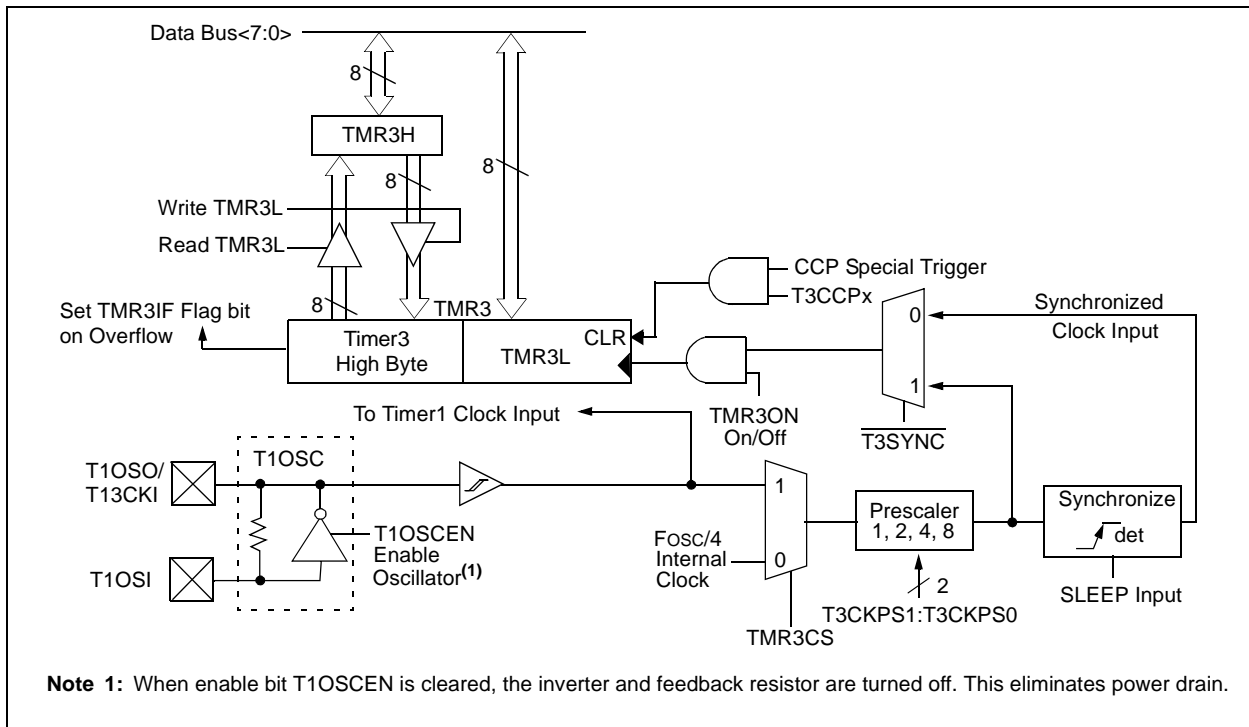 Data Bus<7:0>
8
TMR3H
8
8
Write TMR3L
Read TMR3L
CCP Special Trigger
T3CCPx
8
TMR3
Set TMR3IF Flag bit
on Overflow
Timer3
High Byte
TMR3L
CLR
0
1
Synchronized
Clock Input
TMR3ON
On/Off
T3SYNC
To Timer1 Clock Input
T1OSC
T1OSO/
T13CKI
1
Prescaler
1, 2, 4, 8
Synchronize
det
T1OSCEN
Enable
Oscillator(1)
FOSC/4
Internal
Clock
0
T1OSI
2
SLEEP Input
T3CKPS1:T3CKPS0
TMR3CS
Note 1: When enable bit T1OSCEN is cleared, the inverter and feedback resistor are turned off. This eliminates power drain.